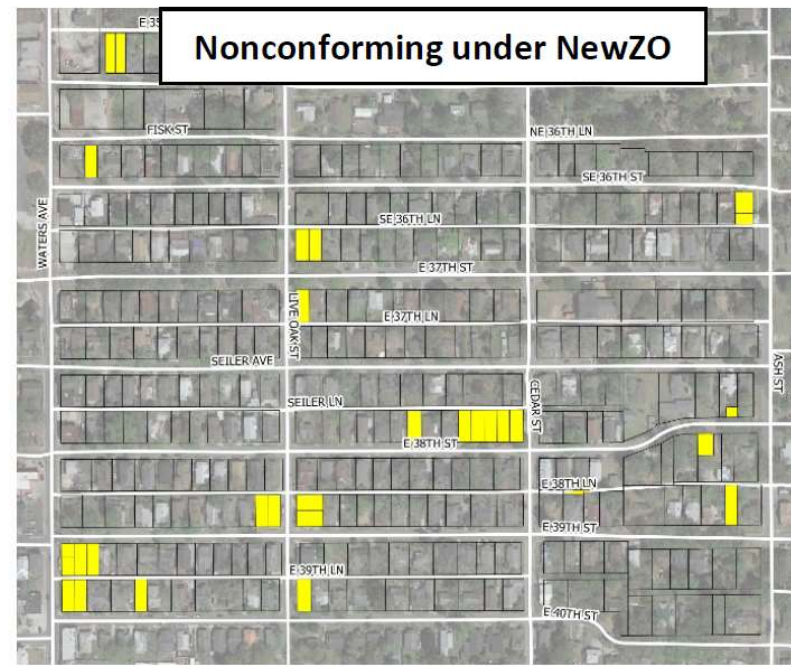 E 35
Nonconforming under NewZO
FISK ST
NE 36TH LN
SE 36TH ST
SE 36TH LN
WATERS AVE
E 37TH ST
LIVE OAK ST
E 37TH LN
SEILER AVE
ASH ST
SEILER LN
CEDAR ST
E 38TH ST
E 38TH LN
E 39TH ST
E 39TH LN
E 40TH ST